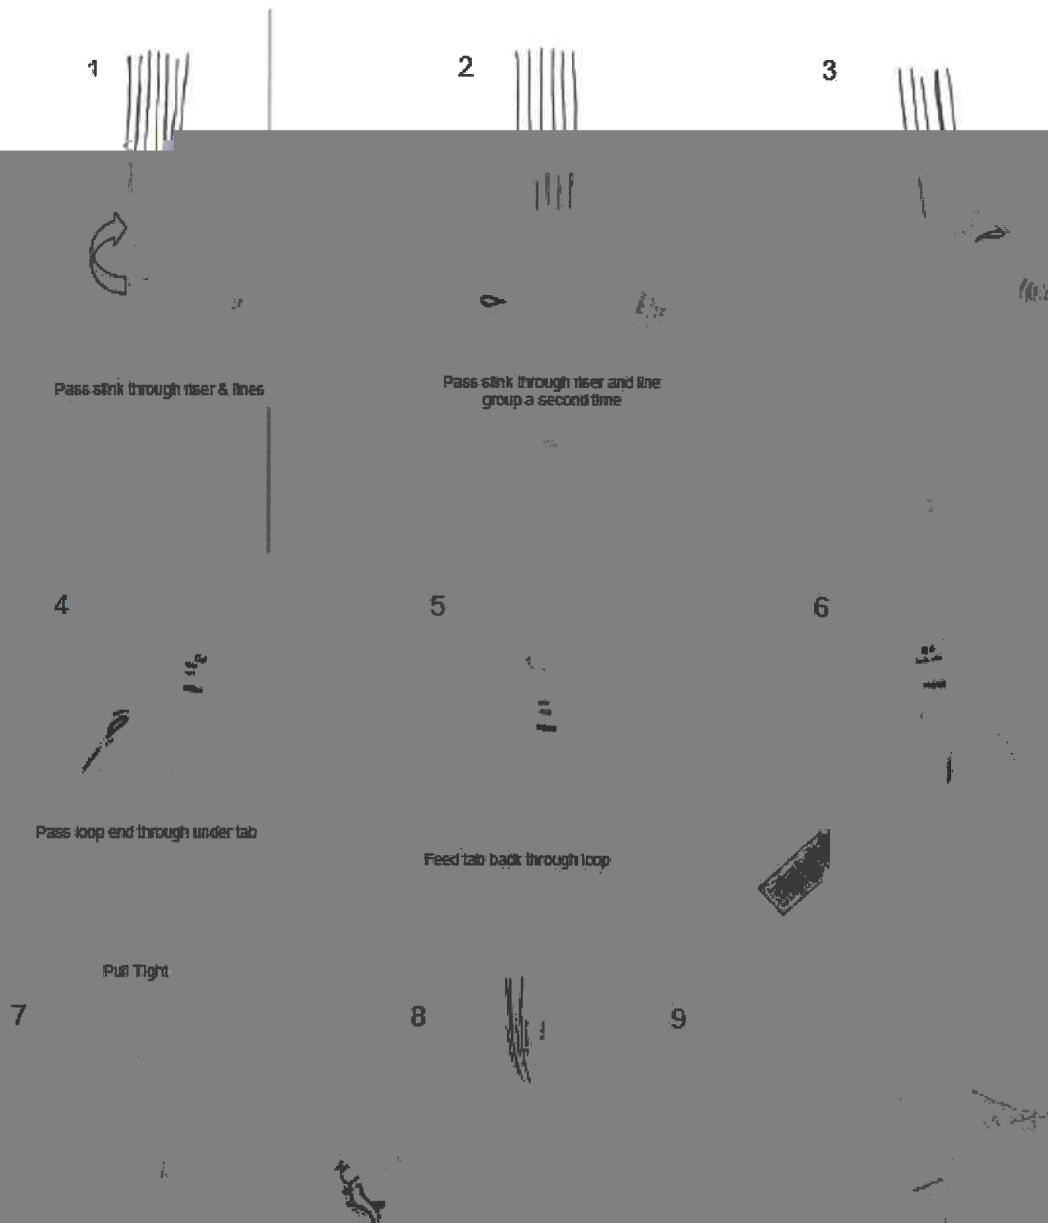 1
2
3
Pass slink through riser & lines
Pass slink through riser and line
group a second time
4
5
6
Pass loop end through under tab
Feed tab back through loop
Pull Tight
7
8
9